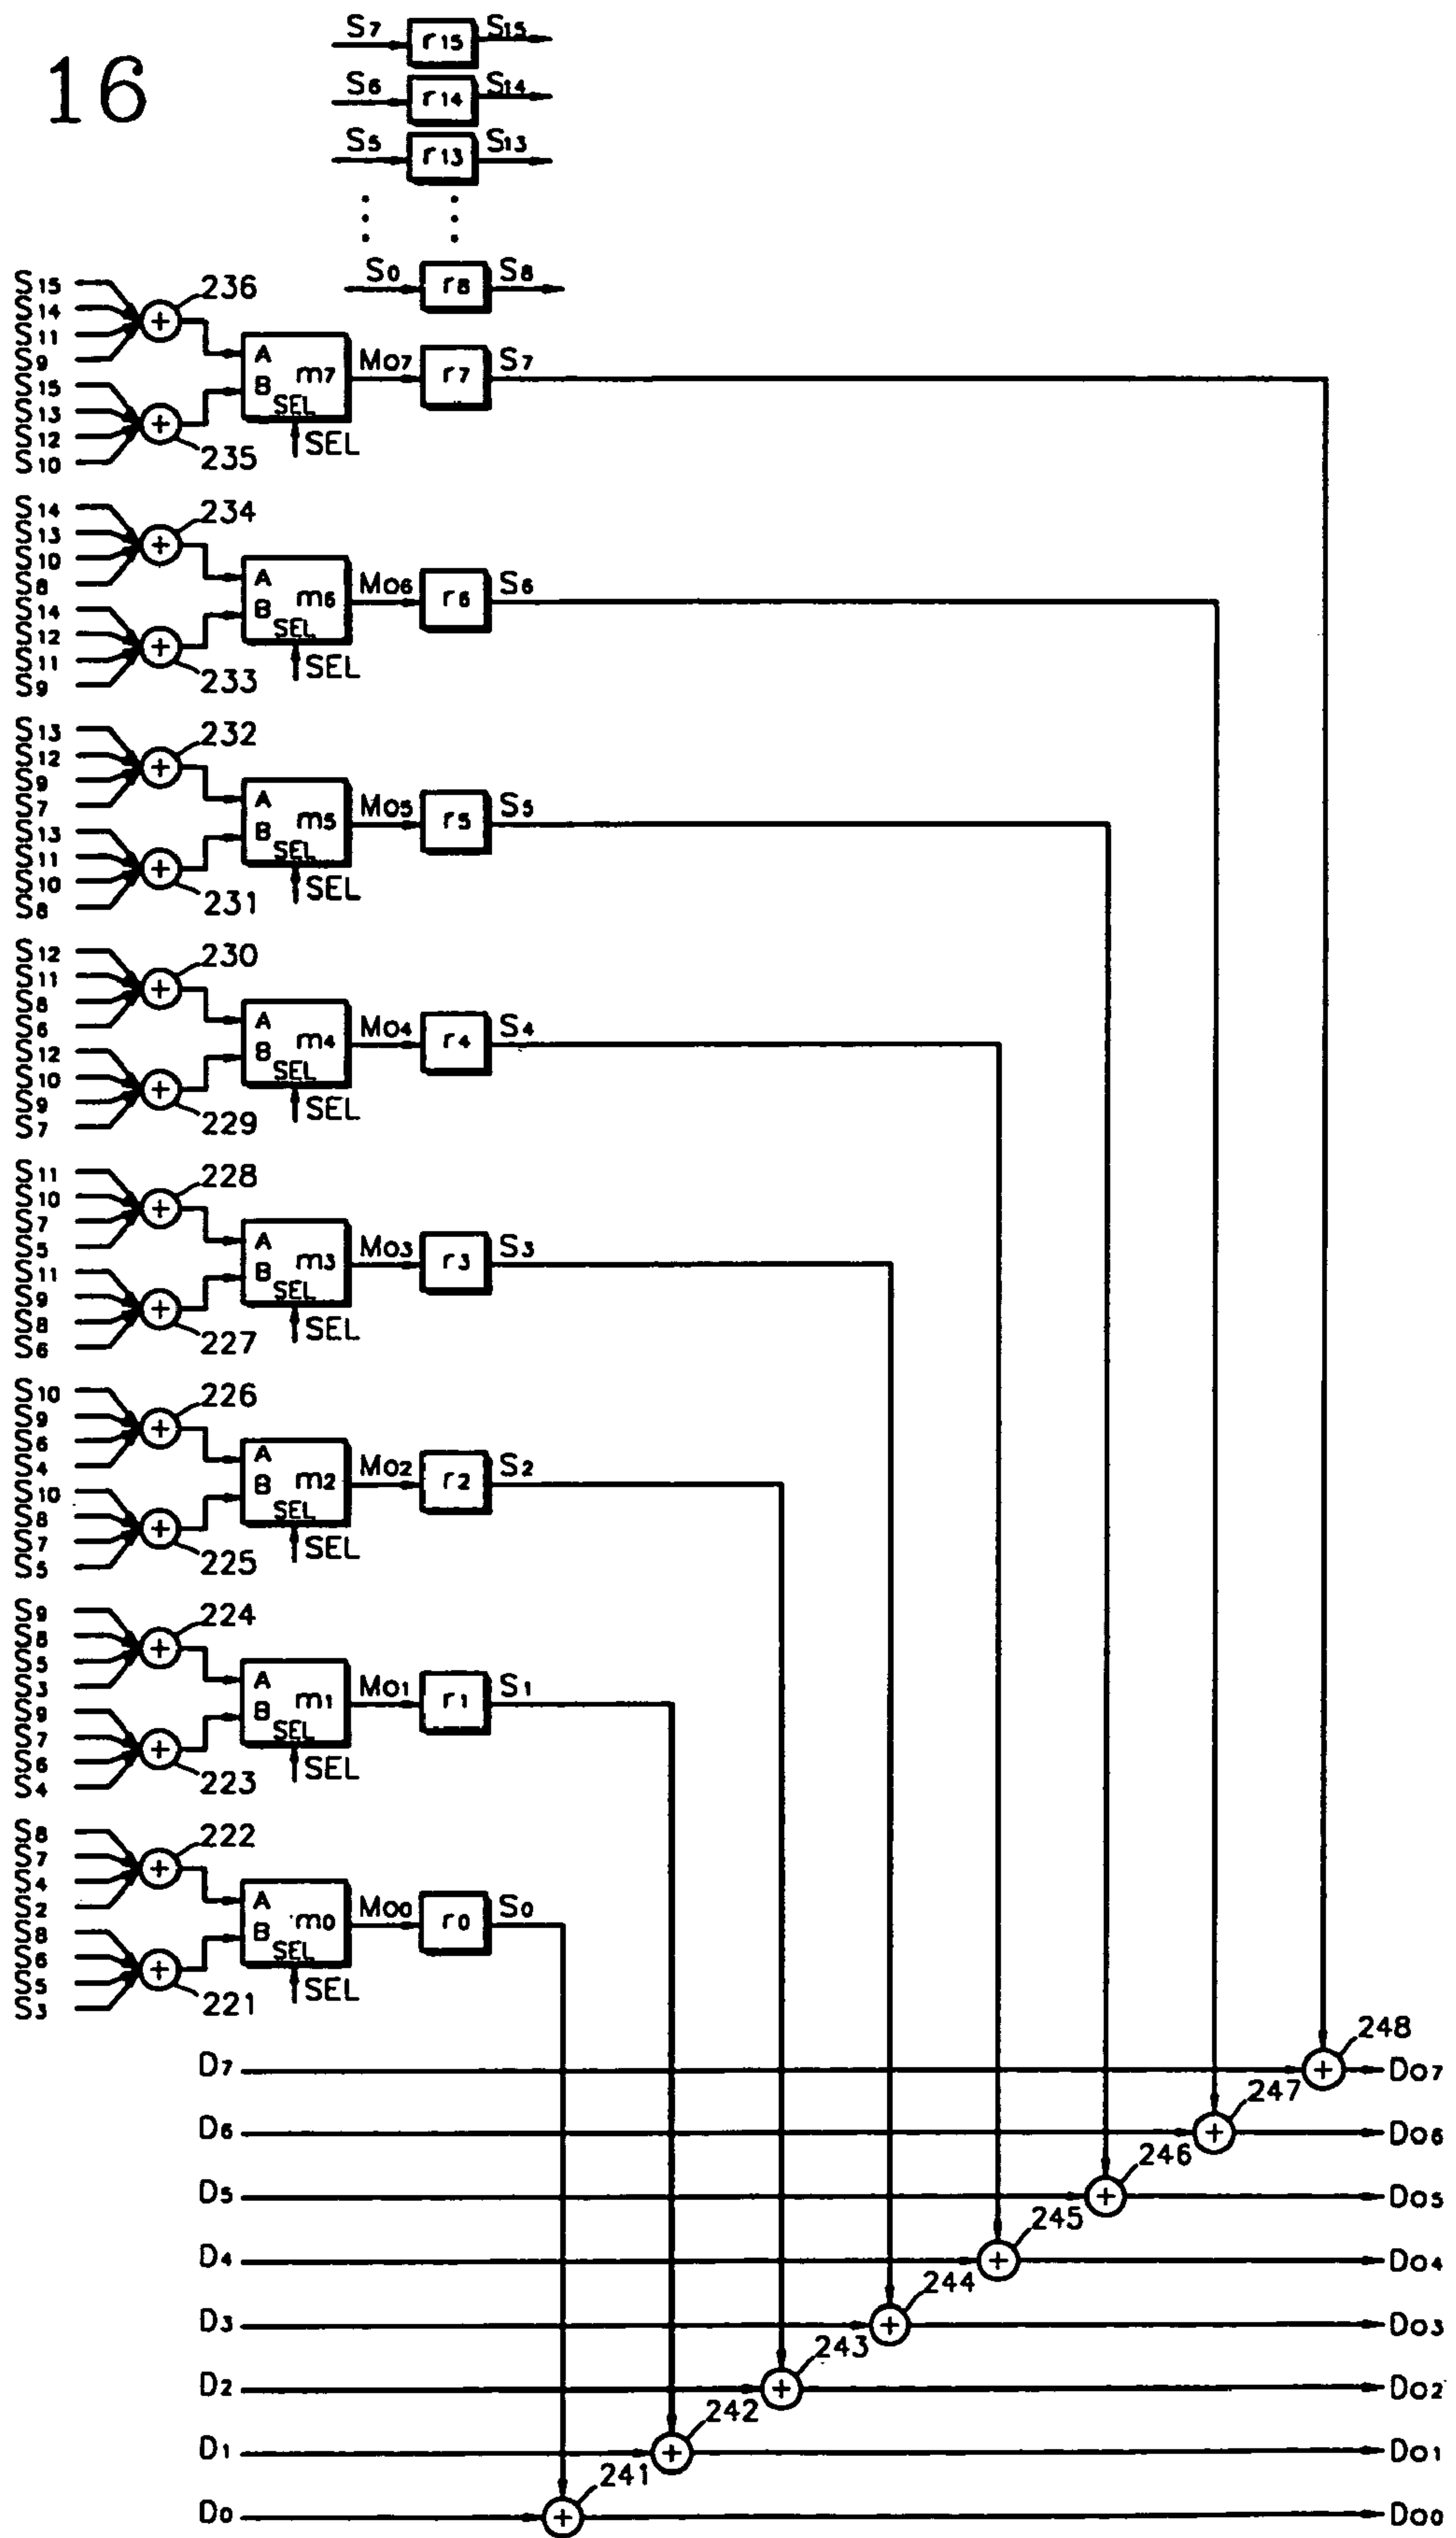 16
S7 r15 S15
S6 r14 S14
S5 r13 S13
S0 r8 S8
S15
S14
S11
S9
236
S15
S13
S12
S10
235
A
B m7
SEL
SEL
Mo7 r7 S7
S14
S13
S10
S8
234
S14
S12
S11
S9
233
A
B m6
SEL
SEL
Mo6 r6 S6
S13
S12
S9
S7
232
S13
S11
S10
S8
231
A
B m5
SEL
SEL
Mo5 r5 S5
S12
S11
S8
S6
230
S12
S10
S9
S7
229
A
B m4
SEL
SEL
Mo4 r4 S4
S11
S10
S7
S5
228
S11
S9
S8
S6
227
A
B m3
SEL
SEL
Mo3 r3 S3
S10
S9
S6
S4
226
S10
S8
S7
S5
225
A
B m2
SEL
SEL
Mo2 r2 S2
S9
S8
S5
S3
224
S9
S7
S6
S4
223
A
B m1
SEL
SEL
Mo1 r1 S1
S8
S7
S4
S2
222
S8
S6
S5
S3
221
A
B m0
SEL
SEL
Mo0 r0 S0
D7 248 Do7
D6 247 Do6
D5 246 Do5
D4 245 Do4
D3 244 Do3
D2 243 Do2
D1 242 Do1
D0 241 Do0